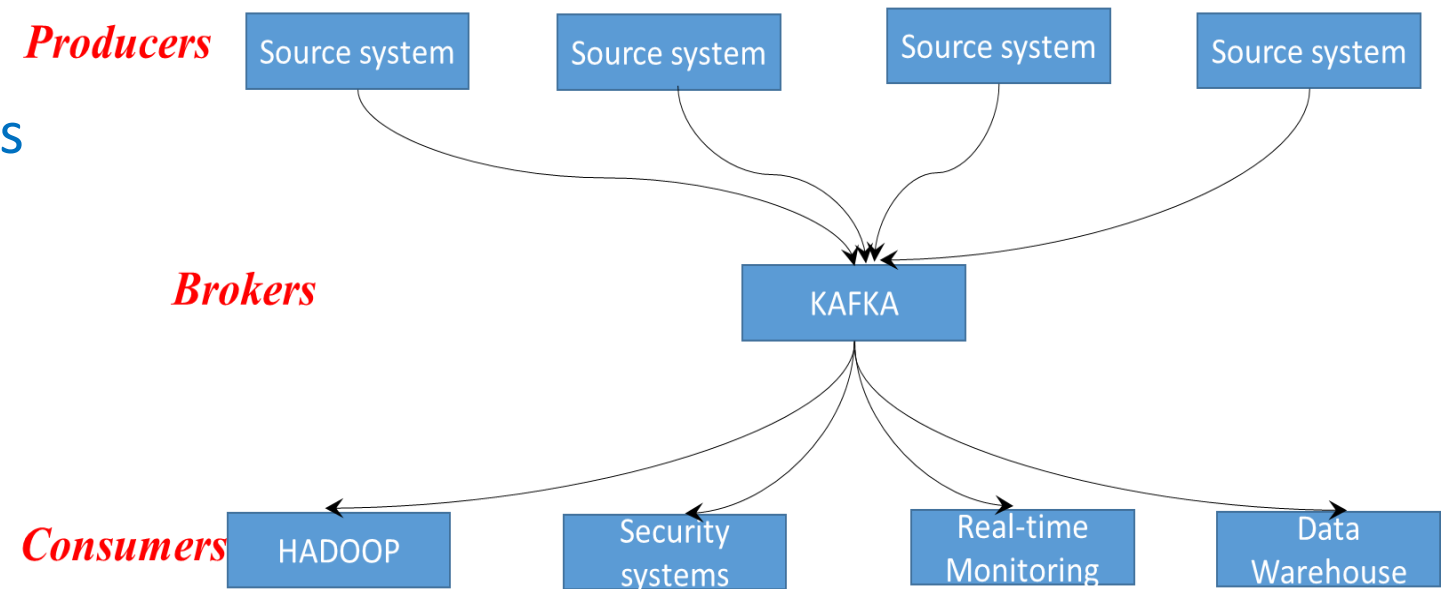 Producers
Source system
Source system
Source system
Source system
s
Brokers
KAFKA
Consumers
HADOOP
Security
systems
Real-time
Monitoring
Data
Warehouse